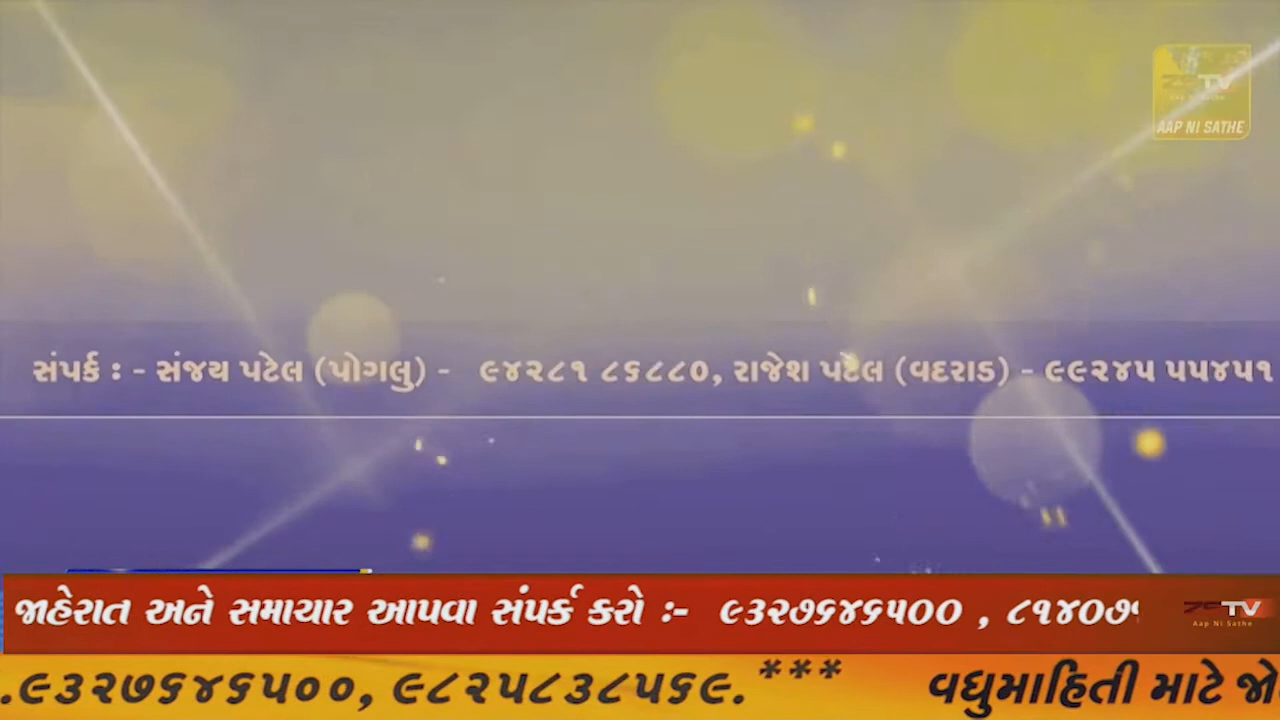 TV
AAP NI SATHE
સંપર્ક : - સંજય પટેલ (પોગલુ) - ૯૪૨૮૧ ૮૬૮૮૦, રાજેશ પટેલ (વદરાડ) - ૯૯૨૪૫ ૫૫૪૫૧
જાહેરાત અને સમાચાર આપવા સંપર્ક કરો :- ૯૩૨૭૬૪૬૫૦૦ , ૮૧૪૦૭
TV
Aap Ni Sathe
.૯૩૨૭૬૪૬૫૦૦, ૯૮૨૫૮૩૮૫૬૯.*** વધુમાહિતી માટે જો